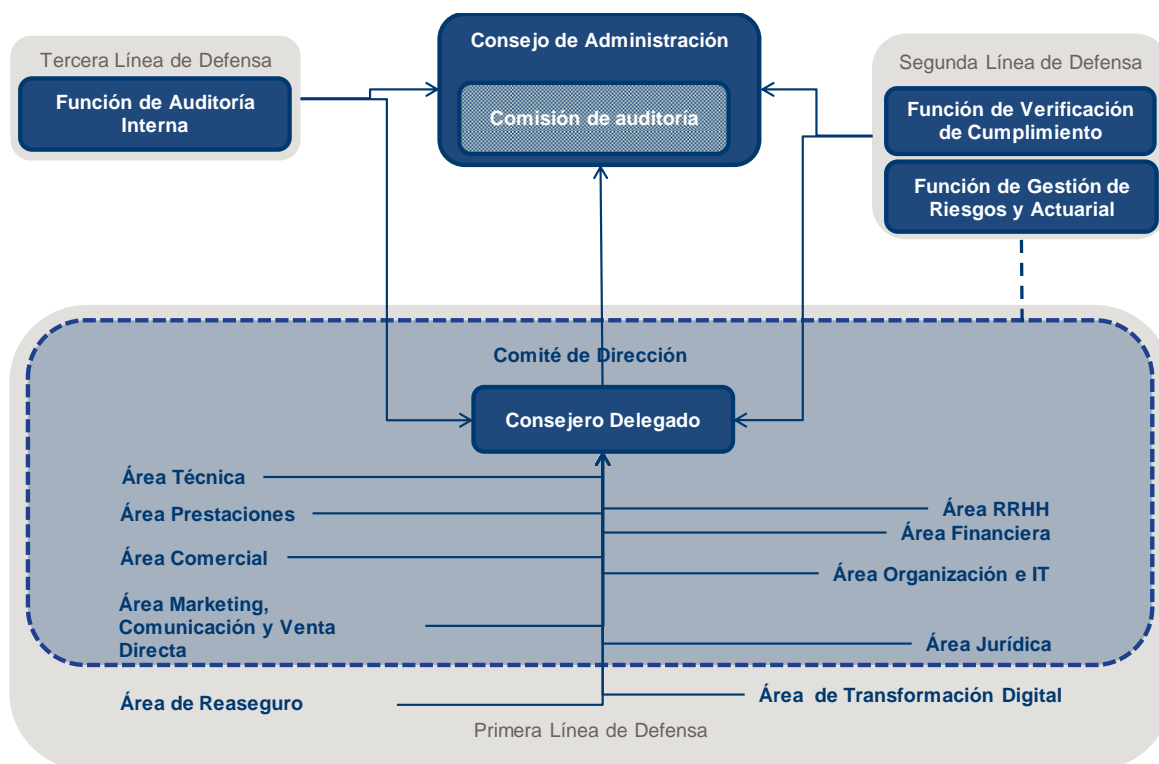 Tercera Línea de Defensa
Función de Auditoría
Interna
Consejo de Administración
Comisión de auditoría
Segunda Línea de Defensa
Función de Verificación
de Cumplimiento
Función de Gestión de
Riesgos y Actuarial
Comité de Dirección
Consejero Delegado
Área Técnica
Área Prestaciones
Área Comercial
Área Marketing,
Comunicación y Venta
Directa
Área de Reaseguro
Área RRHH
Área Financiera
Área Organización e IT
Área Jurídica
Área de Transformación Digital
Primera Línea de Defensa